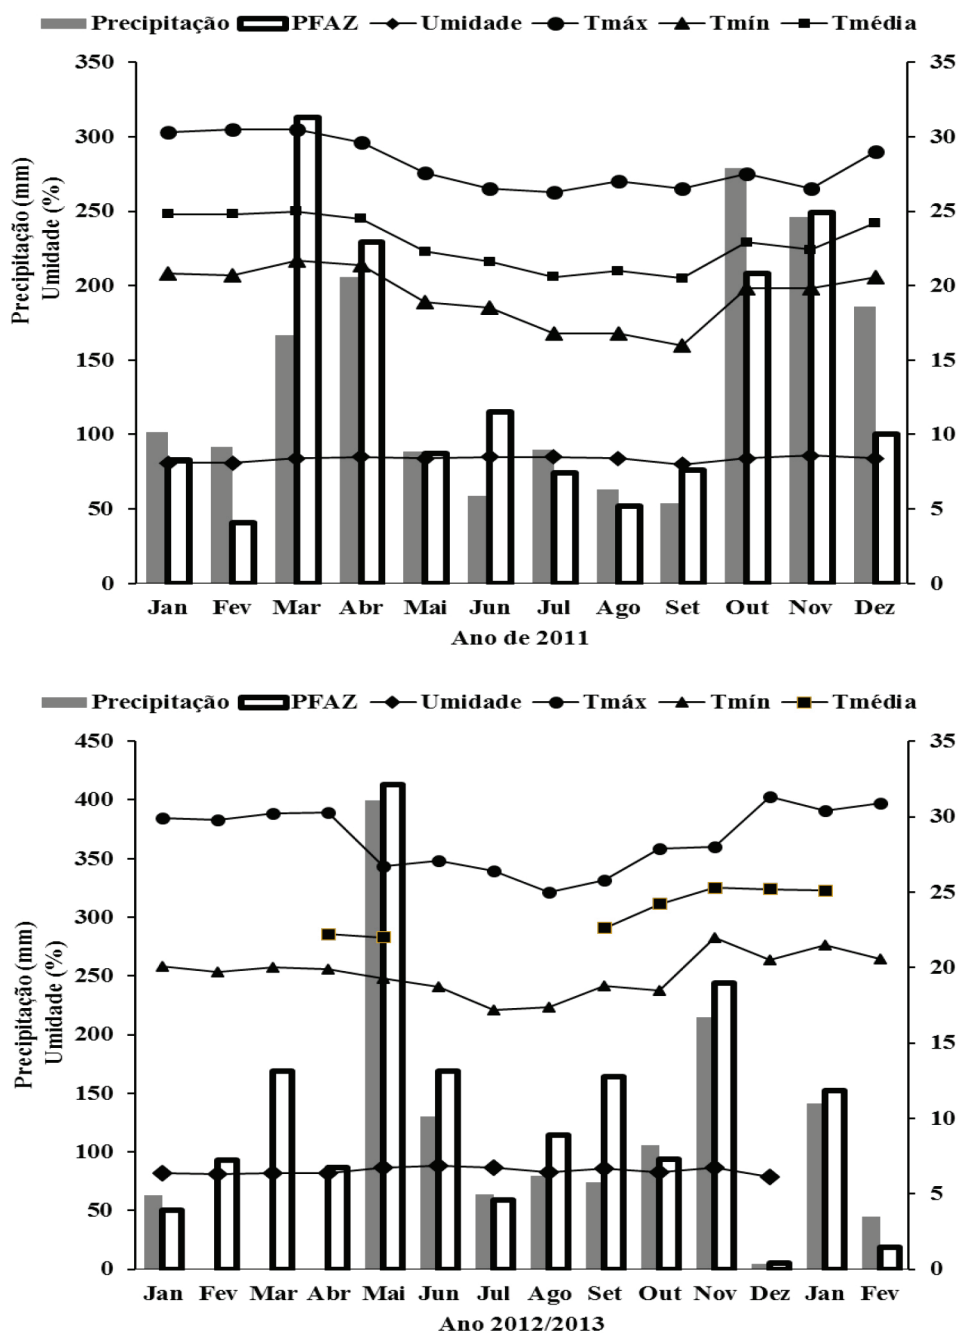 Precipitação PFAZ Umidade Tmáx Tmín Tmédia
350 35
300 30
250 25
200 20
150 15
100 10
50 5
0 0
Precipitação (mm)
Umidade (%)
Jan Fev Mar Abr Mai Jun Jul Ago Set Out Nov Dez
Ano de 2011
Precipitação PFAZ Umidade Tmáx Tmín Tmédia
450 35
400
30
350
300 25
250 20
200
15
150
10
100
50 5
0 0
Precipitação (mm)
Umidade (%)
Jan Fev Mar Abr Mai Jun Jul Ago Set Out Nov Dez Jan Fev
Ano 2012/2013